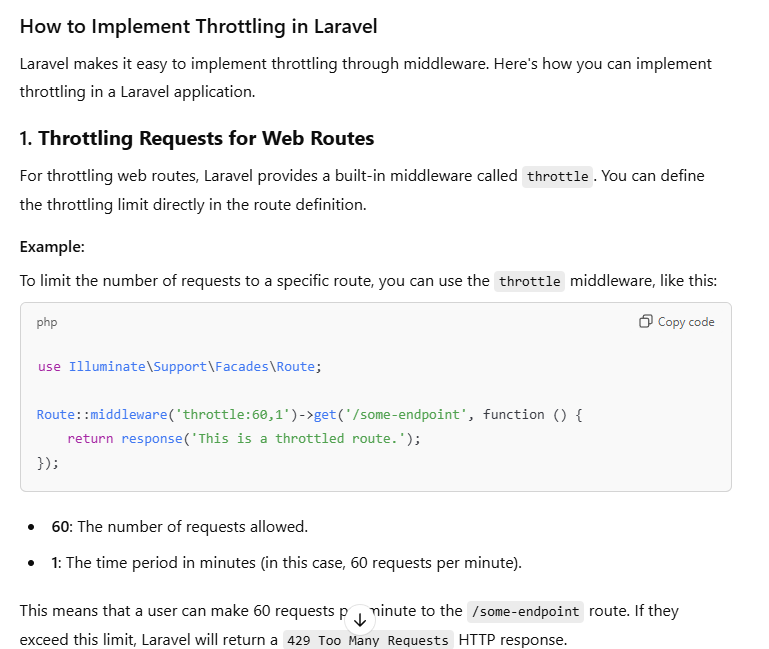 How to Implement Throttling in Laravel
Laravel makes it easy to implement throttling through middleware. Here's how you can implement
throttling in a Laravel application.
1. Throttling Requests for Web Routes
For throttling web routes, Laravel provides a built-in middleware called throttle. You can define
the throttling limit directly in the route definition.
Example:
To limit the number of requests to a specific route, you can use the throttle middleware, like this:
php Copy code
use Illuminate\Support\Facades\Route;
Route::middleware('throttle:60,1')->get('/some-endpoint', function () {
    return response('This is a throttled route.');
});
• 60: The number of requests allowed.
• 1: The time period in minutes (in this case, 60 requests per minute).
This means that a user can make 60 requests minute to the /some-endpoint route. If they
exceed this limit, Laravel will return a 429 Too Many Requests HTTP response.